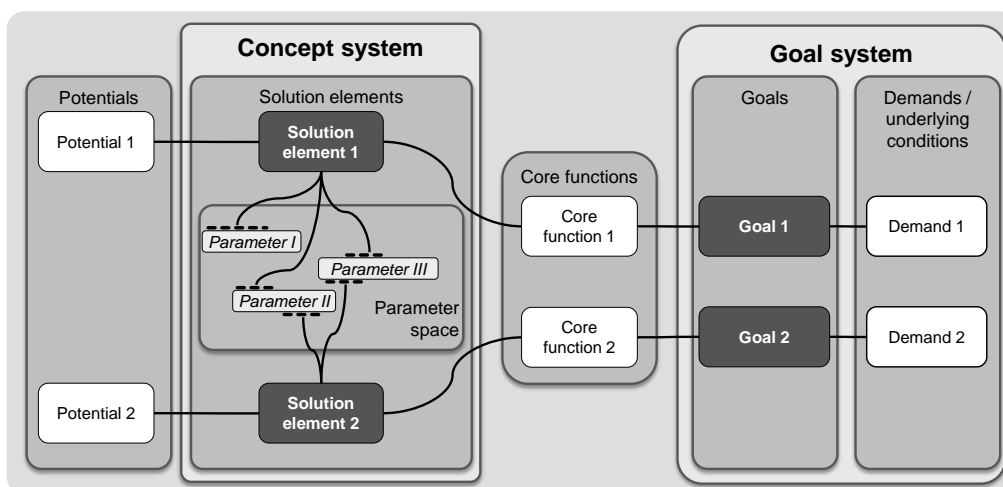 Concept system
Goal system
Potentials
Solution elements
Goals
Demands /
underlying
conditions
Potential 1
Solution
element 1
Core functions
Core
function 1
Goal 1
Demand 1
Parameter I
Parameter III
Parameter II
Parameter
space
Core
function 2
Goal 2
Demand 2
Potential 2
Solution
element 2